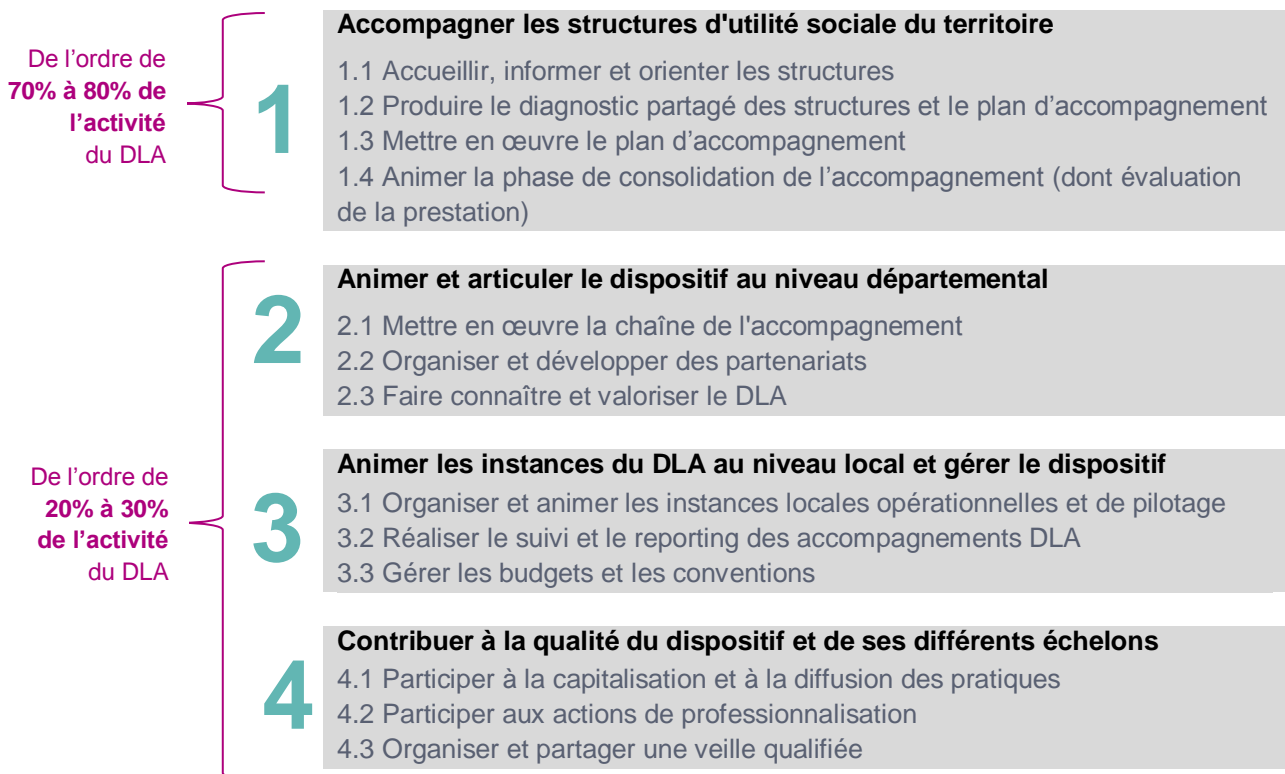 De l’ordre de
70% à 80% de
l’activité
du DLA
1
Accompagner les structures d'utilité sociale du territoire
1.1 Accueillir, informer et orienter les structures
1.2 Produire le diagnostic partagé des structures et le plan d’accompagnement
1.3 Mettre en œuvre le plan d’accompagnement
1.4 Animer la phase de consolidation de l’accompagnement (dont évaluation
de la prestation)
De l’ordre de
20% à 30%
de l’activité
du DLA
2
Animer et articuler le dispositif au niveau départemental
2.1 Mettre en œuvre la chaîne de l'accompagnement
2.2 Organiser et développer des partenariats
2.3 Faire connaître et valoriser le DLA
3
Animer les instances du DLA au niveau local et gérer le dispositif
3.1 Organiser et animer les instances locales opérationnelles et de pilotage
3.2 Réaliser le suivi et le reporting des accompagnements DLA
3.3 Gérer les budgets et les conventions
4
Contribuer à la qualité du dispositif et de ses différents échelons
4.1 Participer à la capitalisation et à la diffusion des pratiques
4.2 Participer aux actions de professionnalisation
4.3 Organiser et partager une veille qualifiée